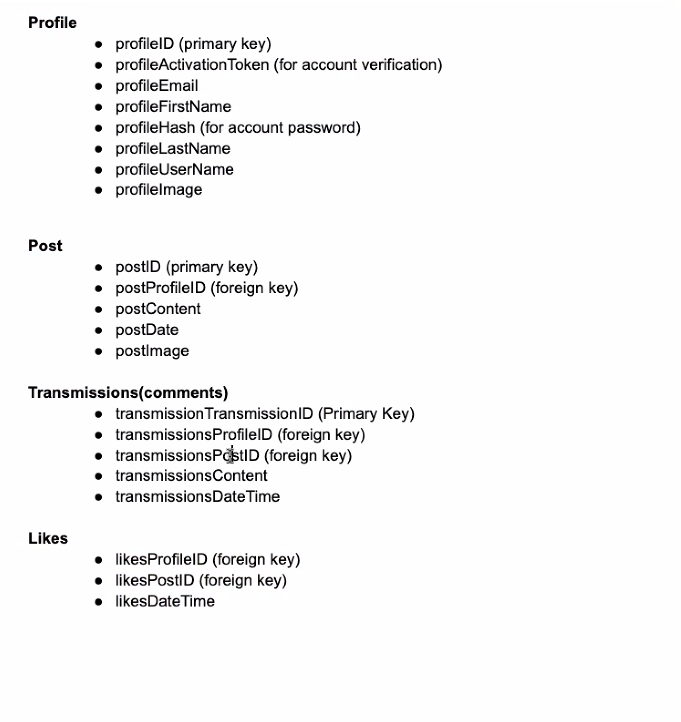 Profile
● profileID (primary key)
● profileActivationToken (for account verification)
● profileEmail
● profileFirstName
● profileHash (for account password)
● profileLastName
● profileUserName
● profileImage
Post
● postID (primary key)
● postProfileID (foreign key)
● postContent
● postDate
● postImage
Transmissions(comments)
● transmissionTransmissionID (Primary Key)
● transmissionsProfileID (foreign key)
● transmissionsPostID (foreign key)
● transmissionsContent
● transmissionsDateTime
Likes
● likesProfileID (foreign key)
● likesPostID (foreign key)
● likesDateTime